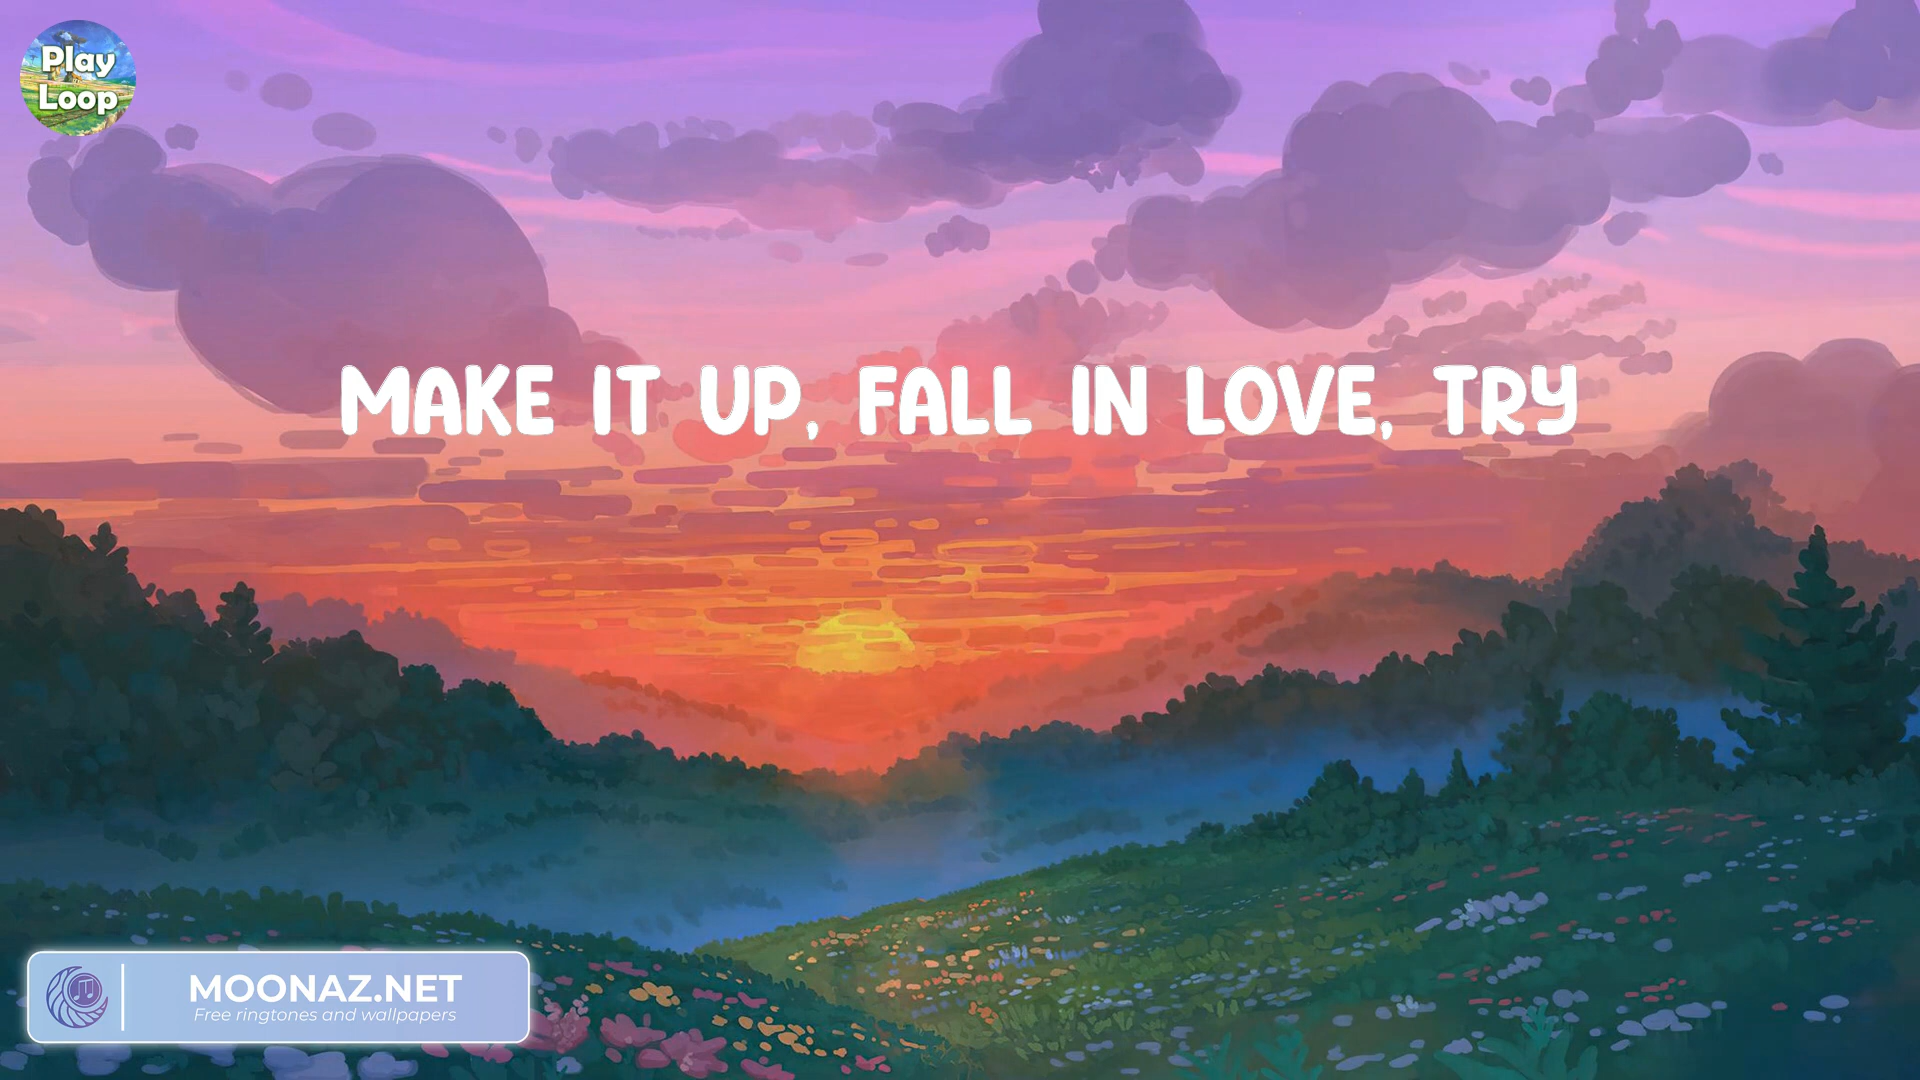 Play
Loop
MAKE IT UP, FALL IN LOVE, TRY
MOONAZ.NET
Free ringtones and wallpapers